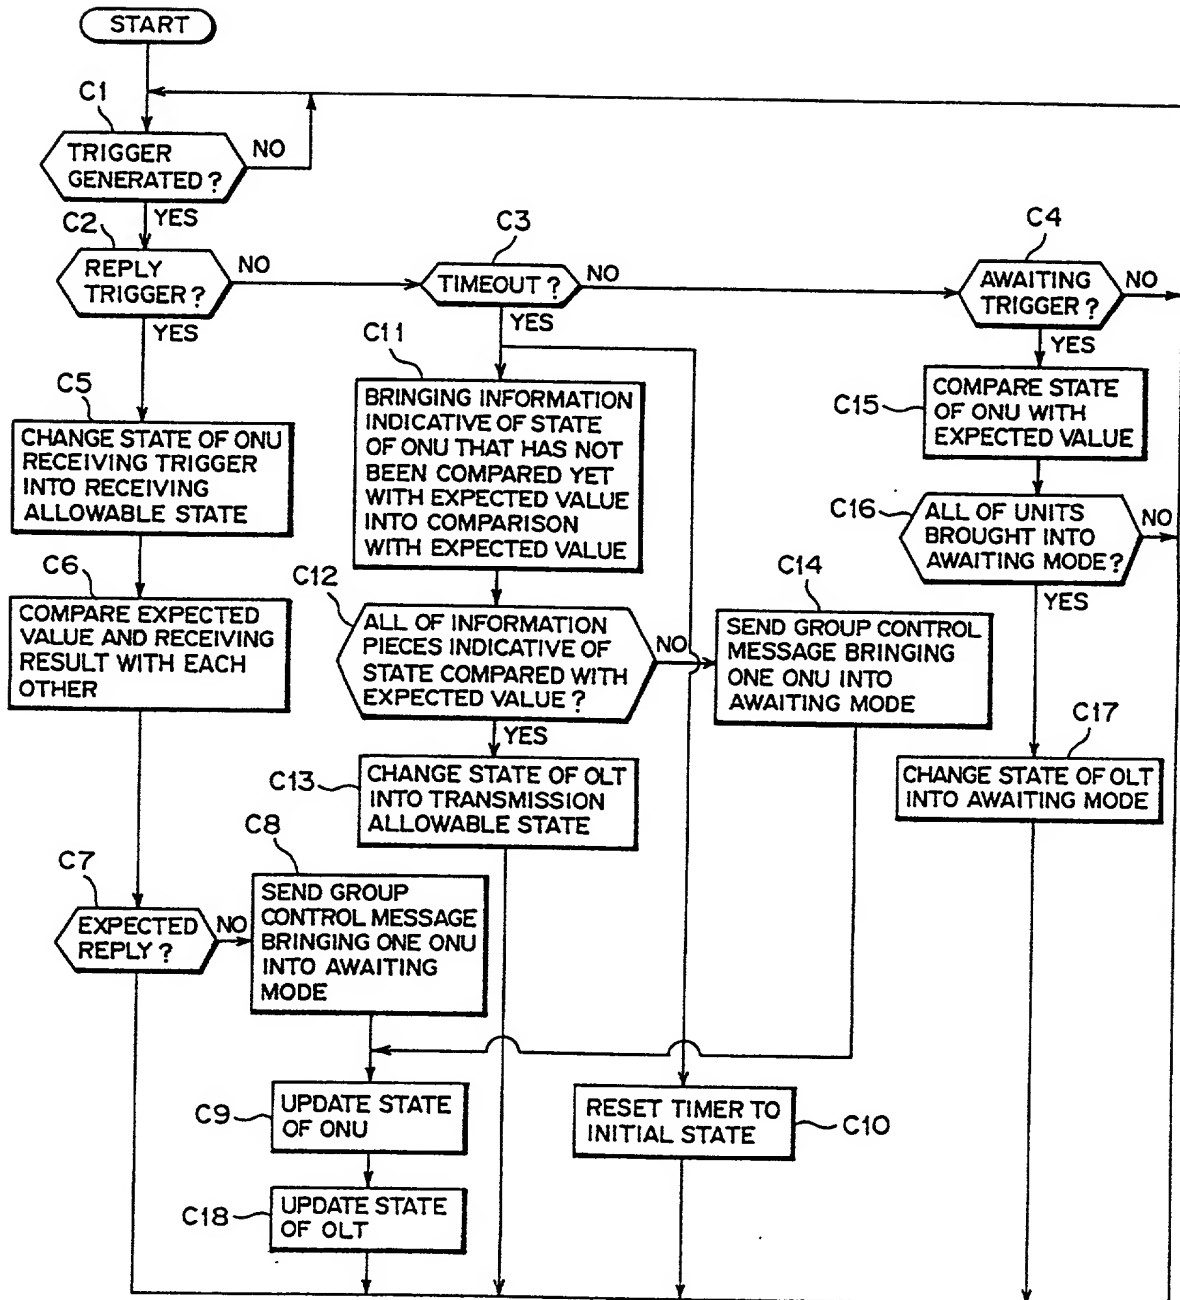 START
C1
TRIGGER
GENERATED?
NO
YES
C2
REPLY
TRIGGER?
NO
YES
C3
TIMEOUT?
NO
YES
C4
AWAITING
TRIGGER?
NO
YES
C5
CHANGE STATE OF ONU
RECEIVING TRIGGER
INTO RECEIVING
ALLOWABLE STATE
C6
COMPARE EXPECTED
VALUE AND RECEIVING
RESULT WITH EACH
OTHER
C7
EXPECTED
REPLY?
NO
C8
SEND GROUP
CONTROL MESSAGE
BRINGING ONE ONU
INTO AWAITING
MODE
C9
UPDATE STATE
OF ONU
C18
UPDATE STATE
OF OLT
C11
BRINGING INFORMATION
INDICATIVE OF STATE
OF ONU THAT HAS NOT
BEEN COMPARED YET
WITH EXPECTED VALUE
INTO COMPARISON
WITH EXPECTED VALUE
C12
ALL OF INFORMATION
PIECES INDICATIVE OF
STATE COMPARED WITH
EXPECTED VALUE?
NO
YES
C13
CHANGE STATE OF OLT
INTO TRANSMISSION
ALLOWABLE STATE
C14
SEND GROUP CONTROL
MESSAGE BRINGING
ONE ONU INTO
AWAITING MODE
RESET TIMER TO
INITIAL STATE
C10
C15
COMPARE STATE
OF ONU WITH
EXPECTED VALUE
C16
ALL OF UNITS
BROUGHT INTO
AWAITING MODE?
NO
YES
C17
CHANGE STATE OF OLT
INTO AWAITING MODE